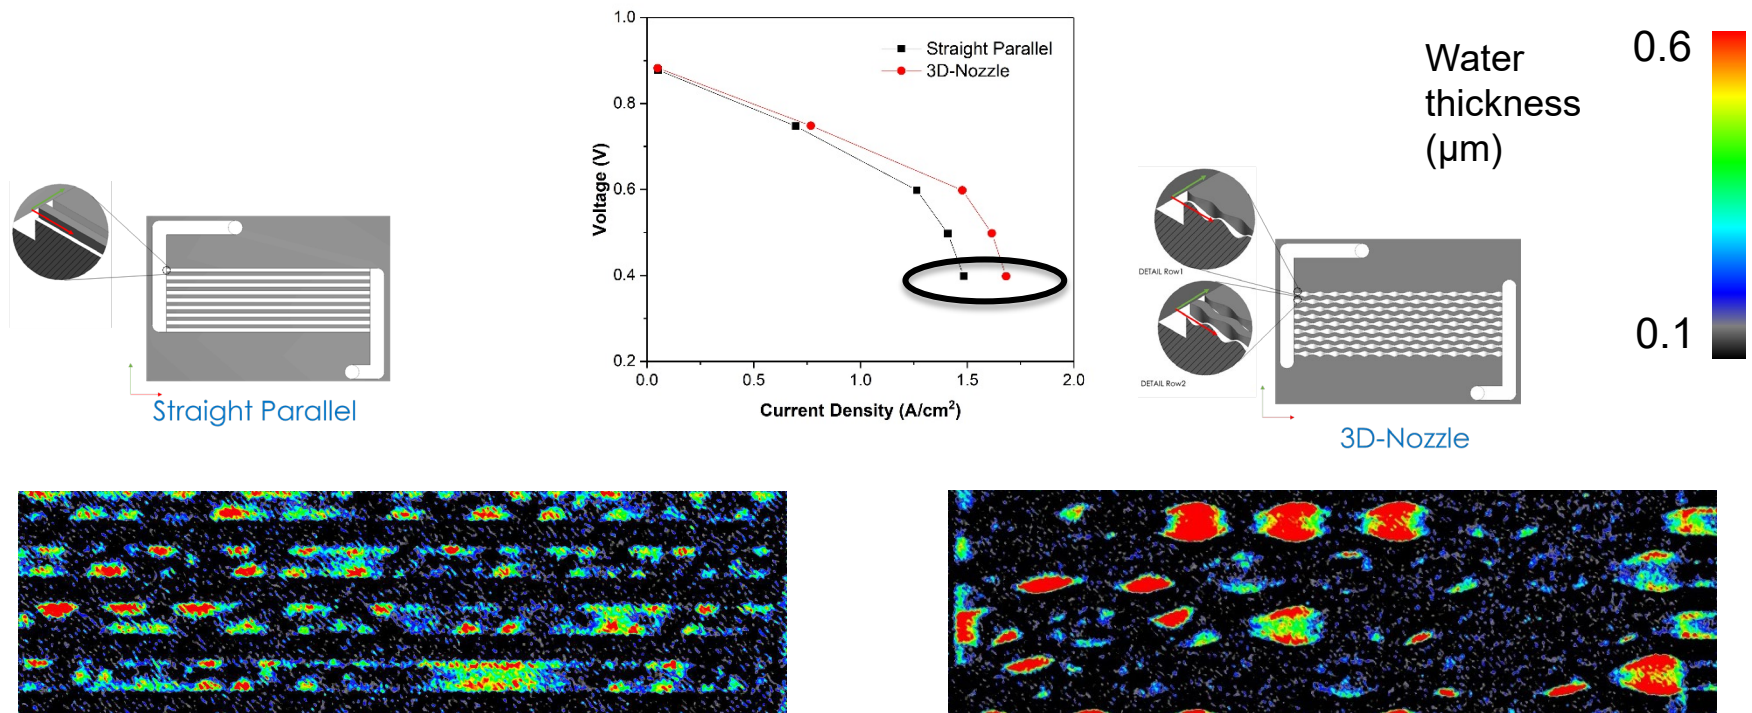 1.0
0.8
0.6
0.4
0.2
Voltage (V)
0.0
0.5
1.0
1.5
2.0
Current Density (A/cm²)
Straight Parallel
3D-Nozzle
Water
thickness
(μm)
0.6
0.1
Straight Parallel
DETAIL Row1
DETAIL Row2
3D-Nozzle